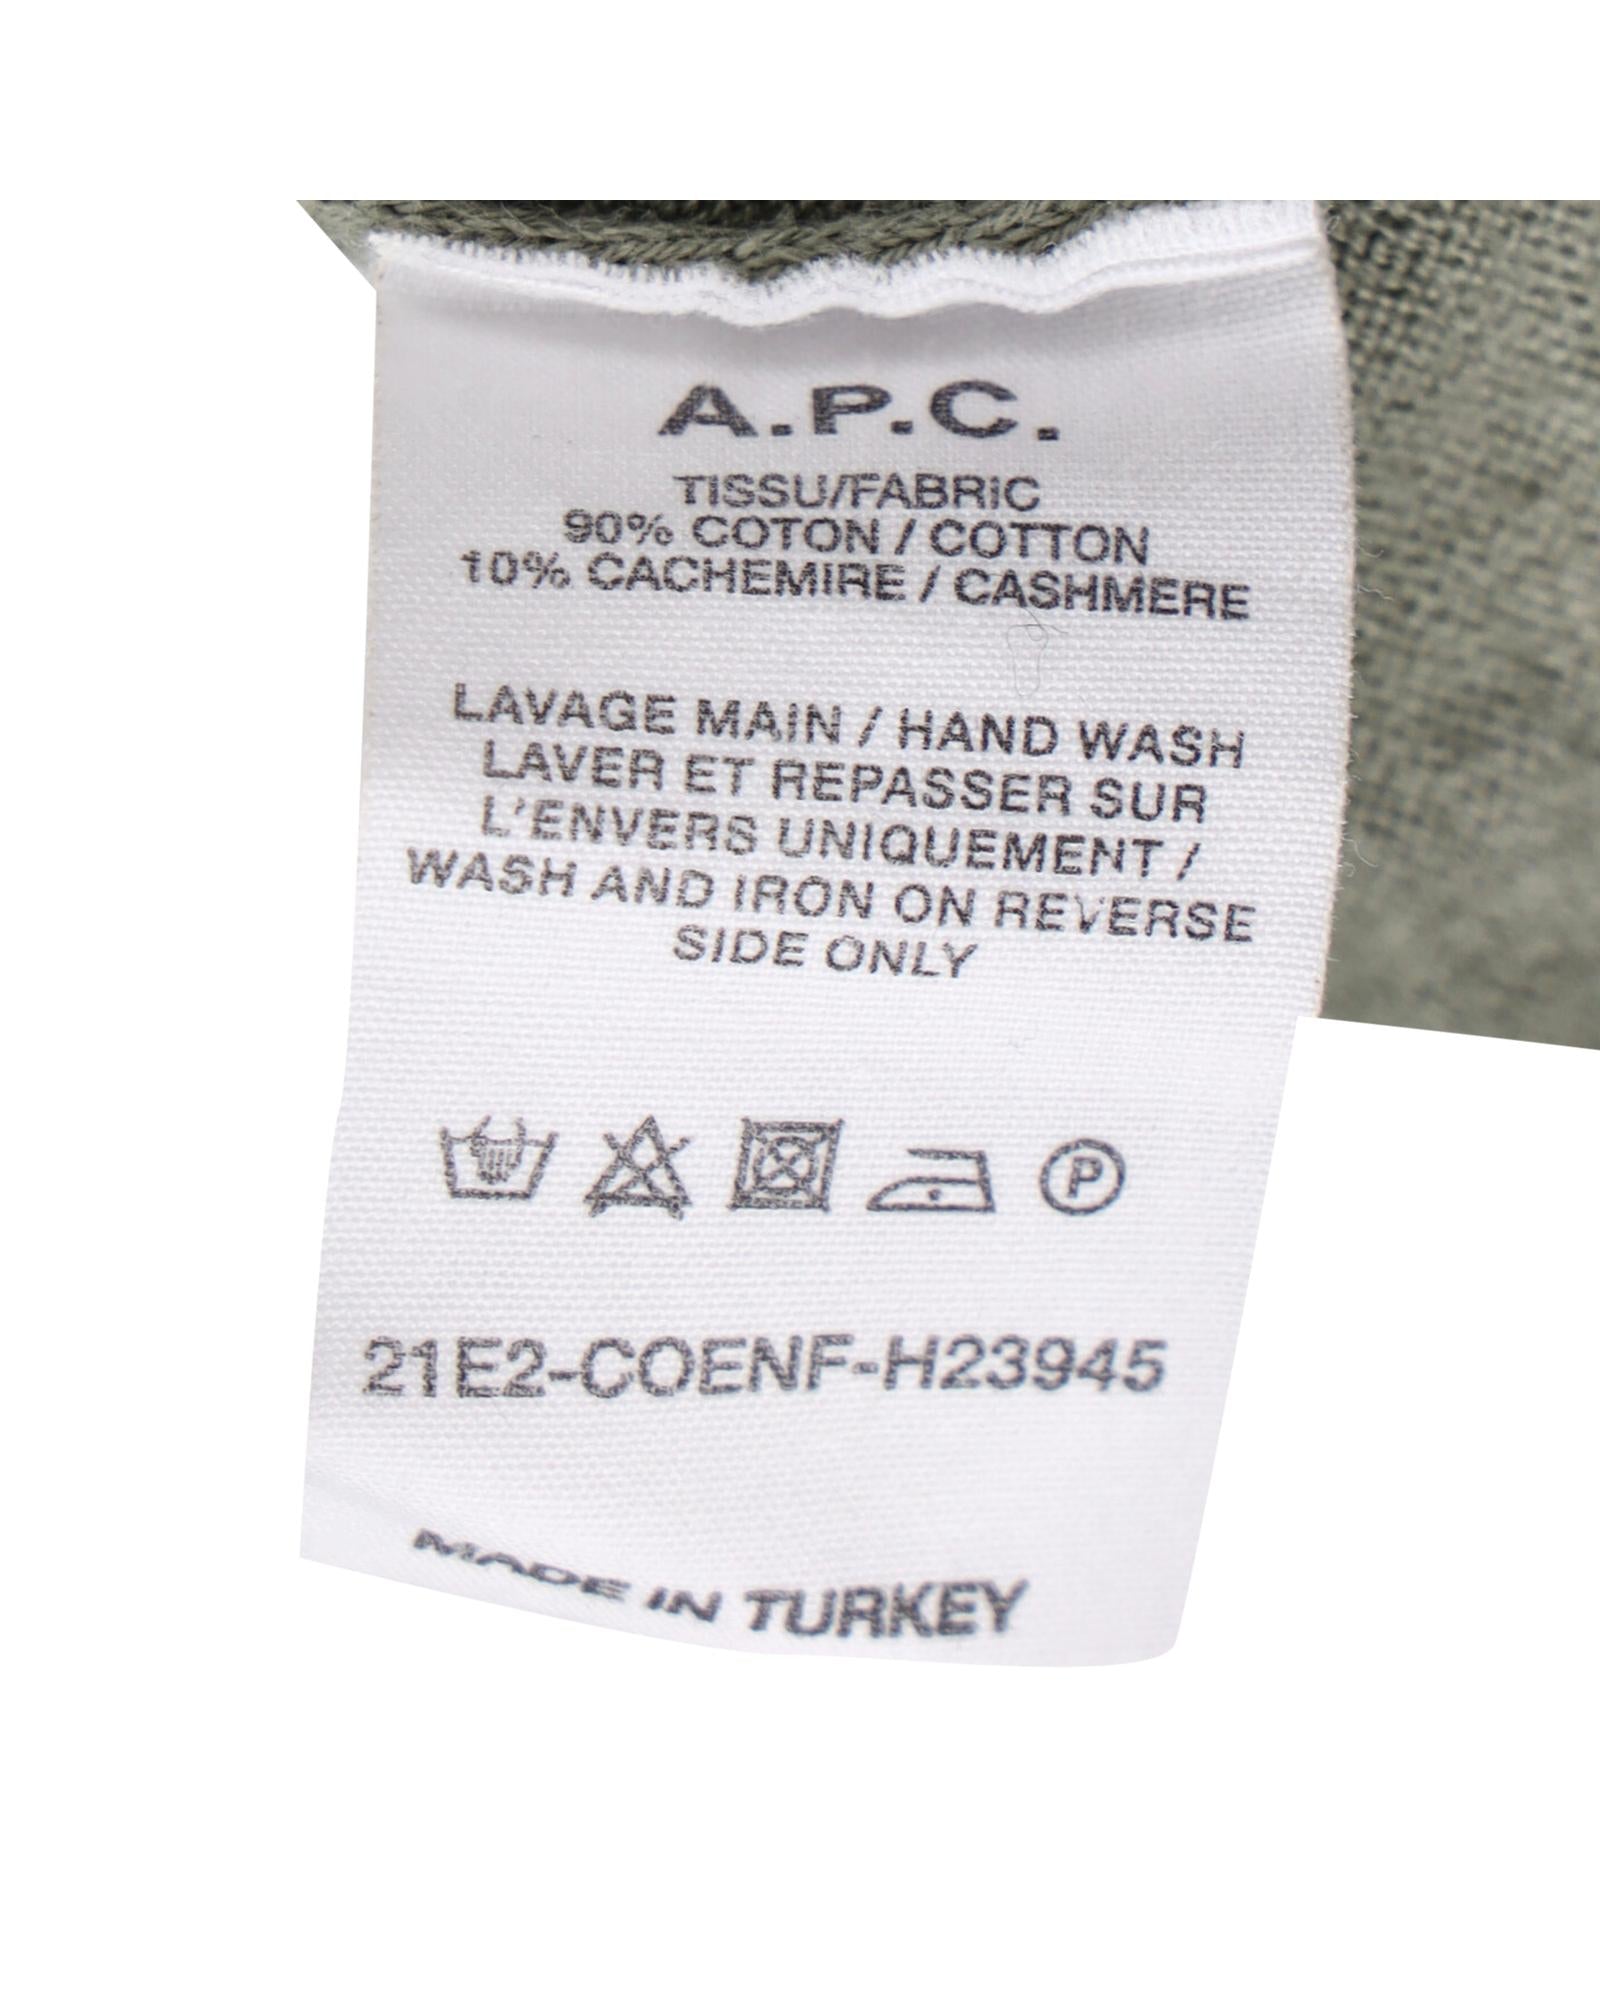 A.P.C.
TISSU/FABRIC
90% COTON / COTTON
10% CACHEMIRE / CASHMERE
LAVAGE MAIN / HAND WASH
LAVER ET REPASSER SUR
L'ENVERS UNIQUEMENT /
WASH AND IRON ON REVERSE
SIDE ONLY
P
21E2-COENF-H23945
MADE IN TURKEY